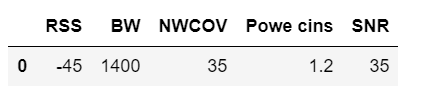 RSS BW NWCOV Powe cins SNR
0 -45 1400 35 1.2 35